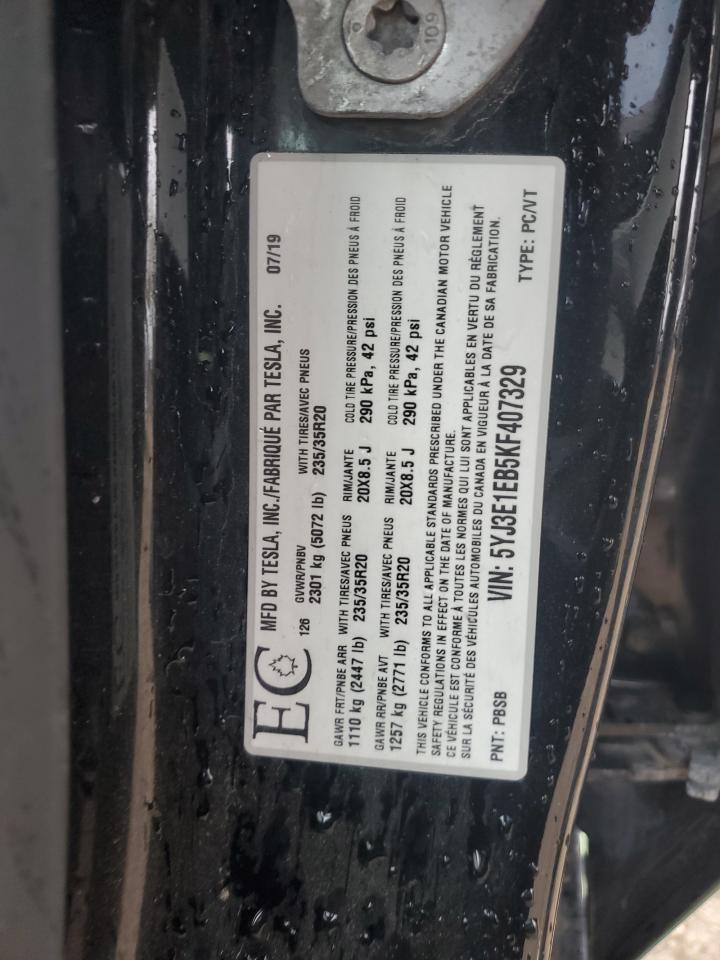 10.9
EC
MFD BY TESLA, INC./FABRIQUÉ PAR TESLA, INC. 07/19
126 GVWR/PNBV WITH TIRES/AVEC PNEUS
2301 kg (5072 lb) 235/35R20
GAWR FRT/PNBE ARR WITH TIRES/AVEC PNEUS RIM/JANTE COLD TIRE PRESSURE/PRESSION DES PNEUS À FROID
1110 kg (2447 lb) 235/35R20 20X8.5 J 290 kPa, 42 psi
GAWR RR/PNBE AVT WITH TIRES/AVEC PNEUS RIM/JANTE COLD TIRE PRESSURE/PRESSION DES PNEUS À FROID
1257 kg (2771 lb) 235/35R20 20X8.5 J 290 kPa, 42 psi
THIS VEHICLE CONFORMS TO ALL APPLICABLE STANDARDS PRESCRIBED UNDER THE CANADIAN MOTOR VEHICLE
SAFETY REGULATIONS IN EFFECT ON THE DATE OF MANUFACTURE.
CE VÉHICULE EST CONFORME À TOUTES LES NORMES QUI LUI SONT APPLICABLES EN VERTU DU RÈGLEMENT
SUR LA SÉCURITÉ DES VÉHICULES AUTOMOBILES DU CANADA EN VIGUEUR À LA DATE DE SA FABRICATION.
PNT: PBSB VIN: 5YJ3E1EB5KF407329 TYPE: PC/VT